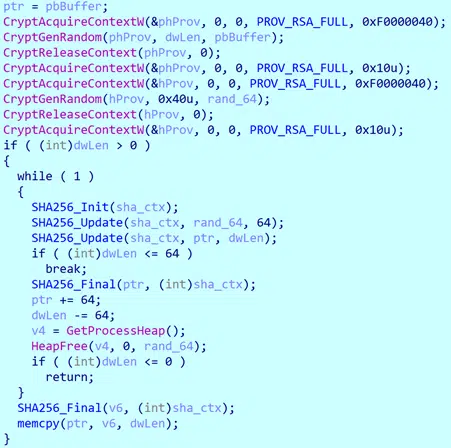 ptr = pbBuffer;
CryptAcquireContextW(&phProv, 0, 0, PROV_RSA_FULL, 0xF0000040);
CryptGenRandom(phProv, dwLen, pbBuffer);
CryptReleaseContext(phProv, 0);
CryptAcquireContextW(&phProv, 0, 0, PROV_RSA_FULL, 0x10u);
CryptAcquireContextW(&hProv, 0, 0, PROV_RSA_FULL, 0xF0000040);
CryptGenRandom(hProv, 0x40u, rand_64);
CryptReleaseContext(hProv, 0);
CryptAcquireContextW(&hProv, 0, 0, PROV_RSA_FULL, 0x10u);
if ( (int)dwLen > 0 )
{
while ( 1 )
{
SHA256_Init(sha_ctx);
SHA256_Update(sha_ctx, rand_64, 64);
SHA256_Update(sha_ctx, ptr, dwLen);
if ( (int)dwLen <= 64 )
break;
SHA256_Final(ptr, (int)sha_ctx);
ptr += 64;
dwLen -= 64;
v4 = GetProcessHeap();
HeapFree(v4, 0, rand_64);
if ( (int)dwLen <= 0 )
return;
}
SHA256_Final(v6, (int)sha_ctx);
memcpy(ptr, v6, dwLen);
}